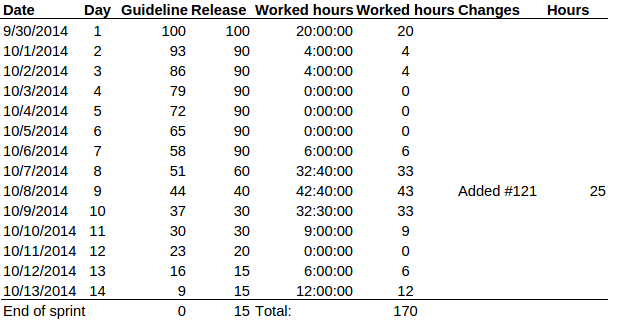 Date Day Guideline Release Worked hours Worked hours Changes Hours
9/30/2014 1 100 100 20:00:00 20
10/1/2014 2 93 90 4:00:00 4
10/2/2014 3 86 90 4:00:00 4
10/3/2014 4 79 90 0:00:00 0
10/4/2014 5 72 90 0:00:00 0
10/5/2014 6 65 90 0:00:00 0
10/6/2014 7 58 90 6:00:00 6
10/7/2014 8 51 60 32:40:00 33
10/8/2014 9 44 40 42:40:00 43 Added #121 25
10/9/2014 10 37 30 32:30:00 33
10/10/2014 11 30 30 9:00:00 9
10/11/2014 12 23 20 0:00:00 0
10/12/2014 13 16 15 6:00:00 6
10/13/2014 14 9 15 12:00:00 12
End of sprint 0 15 Total: 170